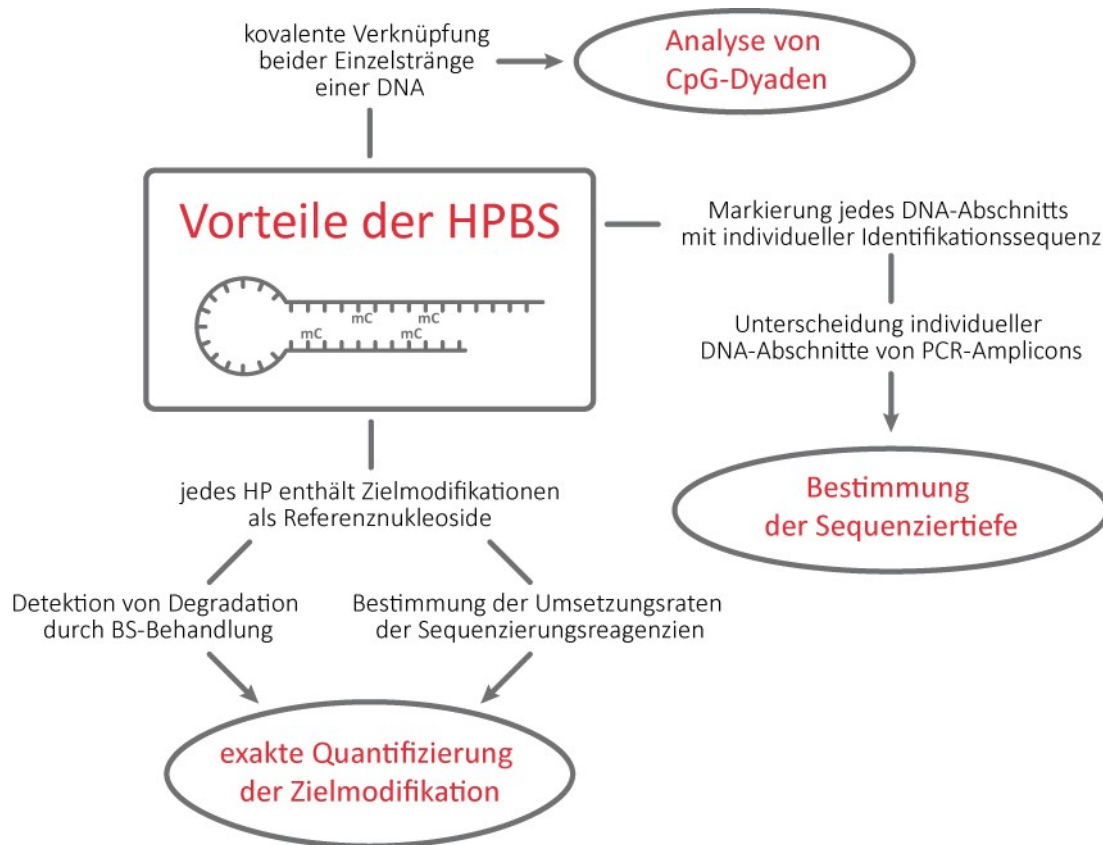 kovalente Verknüpfung
beider Einzelstränge
einer DNA
Analyse von
CpG-Dyaden
Vorteile der HPBS
mC mC
mC mC
Markierung jedes DNA-Abschnitts
mit individueller Identifikationssequenz
Unterscheidung individueller
DNA-Abschnitte von PCR-Amplicons
Bestimmung
der Sequenziertiefe
jedes HP enthält Zielmodifikationen
als Referenznukleoside
Detektion von Degradation
durch BS-Behandlung
Bestimmung der Umsetzungsraten
der Sequenzierungsreagenzien
exakte Quantifizierung
der Zielmodifikation